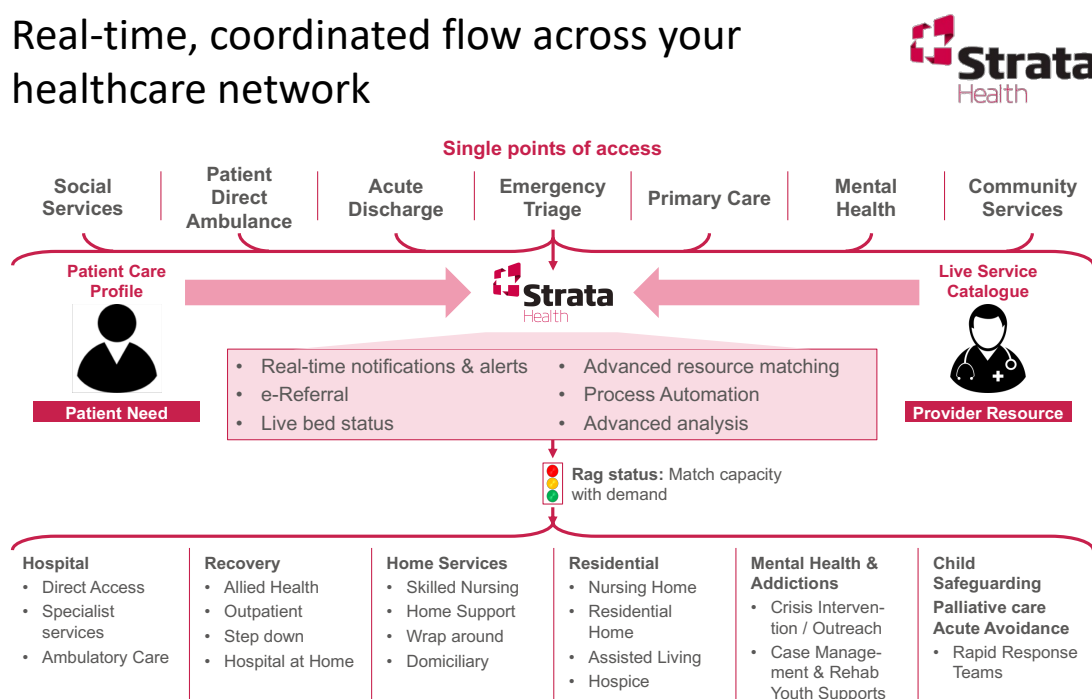 Real-time, coordinated flow across your
healthcare network
Strata
Health
Single points of access
Social
Services
Patient
Direct
Ambulance
Acute
Discharge
Emergency
Triage
Primary Care
Mental
Health
Community
Services
Patient Care
Profile
Patient Need
Strata
Health
Live Service
Catalogue
Provider Resource
• Real-time notifications & alerts
• e-Referral
• Live bed status
• Advanced resource matching
• Process Automation
• Advanced analysis
Rag status: Match capacity
with demand
Hospital
• Direct Access
• Specialist
services
• Ambulatory Care
Recovery
• Allied Health
• Outpatient
• Step down
• Hospital at Home
Home Services
• Skilled Nursing
• Home Support
• Wrap around
• Domiciliary
Residential
• Nursing Home
• Residential
Home
• Assisted Living
• Hospice
Mental Health &
Addictions
• Crisis Interven-
tion / Outreach
• Case Manage-
ment & Rehab
Youth Supports
Child
Safeguarding
Palliative care
Acute Avoidance
• Rapid Response
Teams